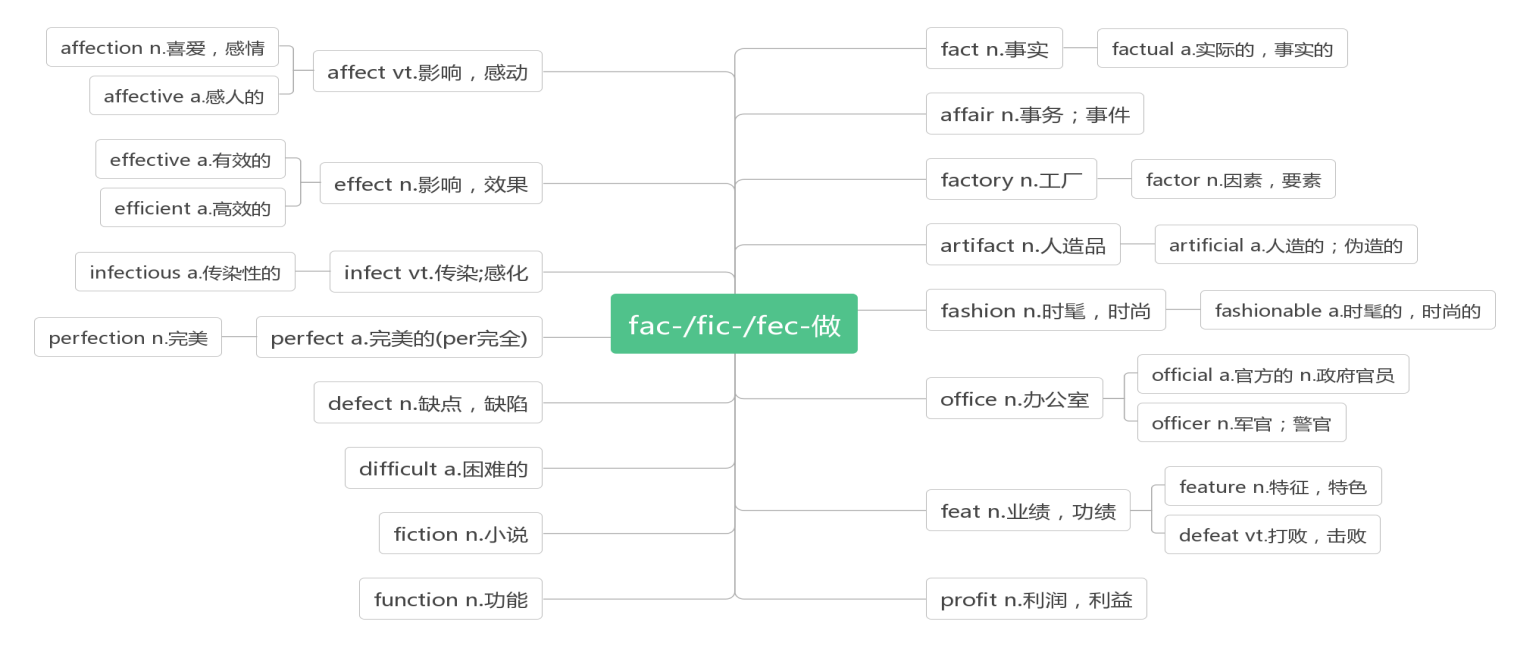 fac-/fic-/fec-做
affect vt.影响，感动
affection n.喜爱，感情
affective a.感人的
effect n.影响，效果
effective a.有效的
efficient a.高效的
infect vt.传染;感化
infectious a.传染性的
perfect a.完美的(per完全)
perfection n.完美
defect n.缺点，缺陷
difficult a.困难的
fiction n.小说
function n.功能
fact n.事实
factual a.实际的，事实的
affair n.事务；事件
factory n.工厂
factor n.因素，要素
artifact n.人造品
artificial a.人造的；伪造的
fashion n.时髦，时尚
fashionable a.时髦的，时尚的
office n.办公室
official a.官方的 n.政府官员
officer n.军官；警官
feat n.业绩，功绩
feature n.特征，特色
defeat vt.打败，击败
profit n.利润，利益